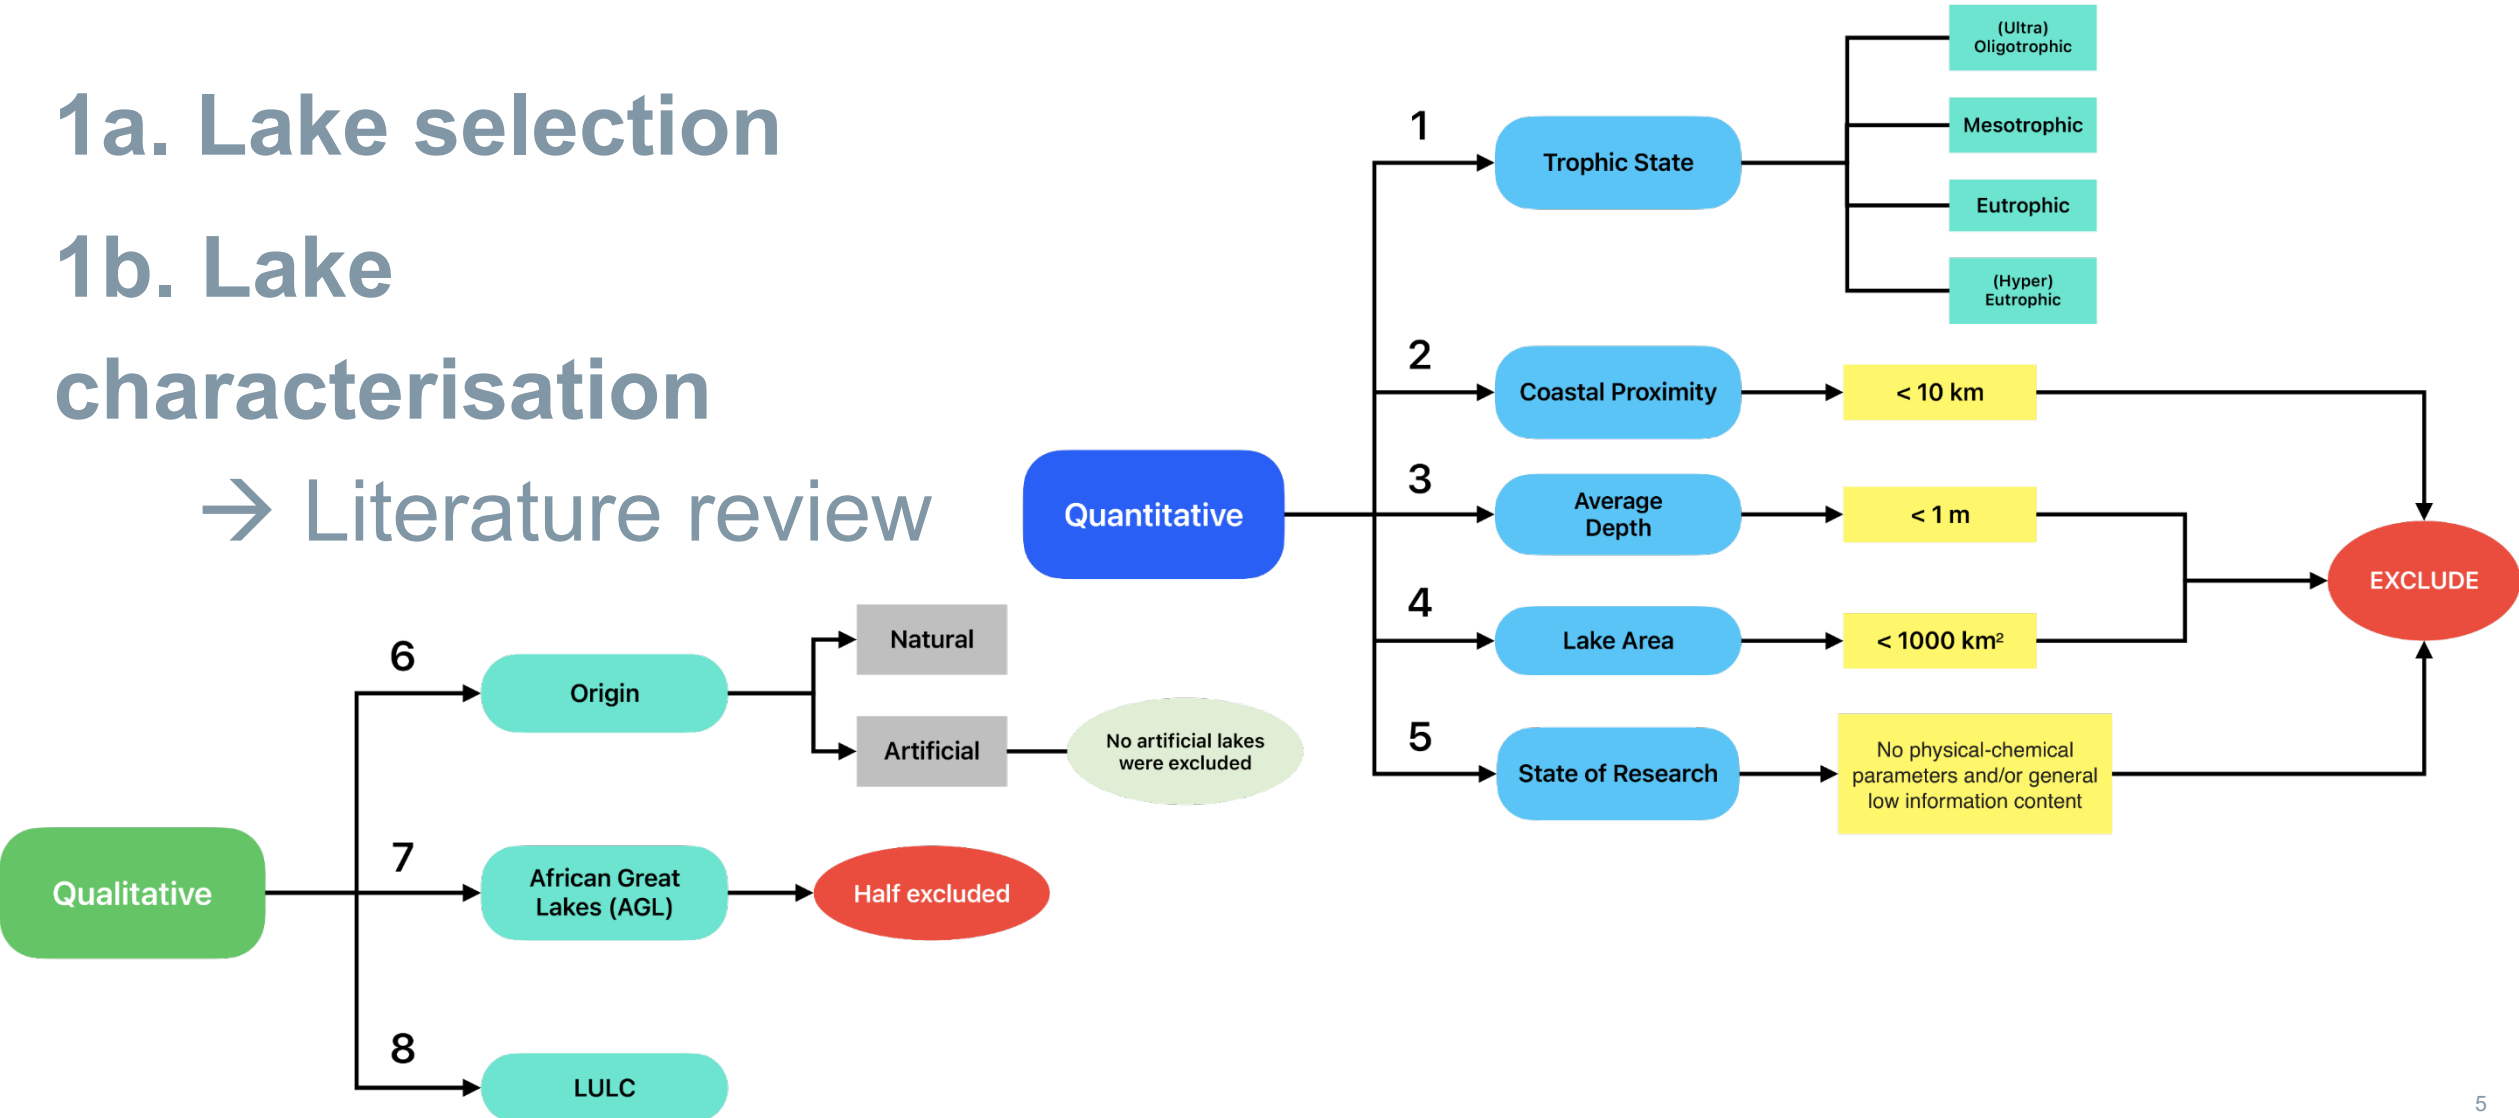 1a. Lake selection
1b. Lake
characterisation
→ Literature review
Quantitative
1
Trophic State
(Ultra)
Oligotrophic
Mesotrophic
Eutrophic
(Hyper)
Eutrophic
2
Coastal Proximity
< 10 km
3
Average
Depth
< 1 m
4
Lake Area
< 1000 km²
5
State of Research
No physical-chemical
parameters and/or general
low information content
EXCLUDE
Qualitative
6
Origin
Natural
Artificial
No artificial lakes
were excluded
7
African Great
Lakes (AGL)
Half excluded
8
LULC
5